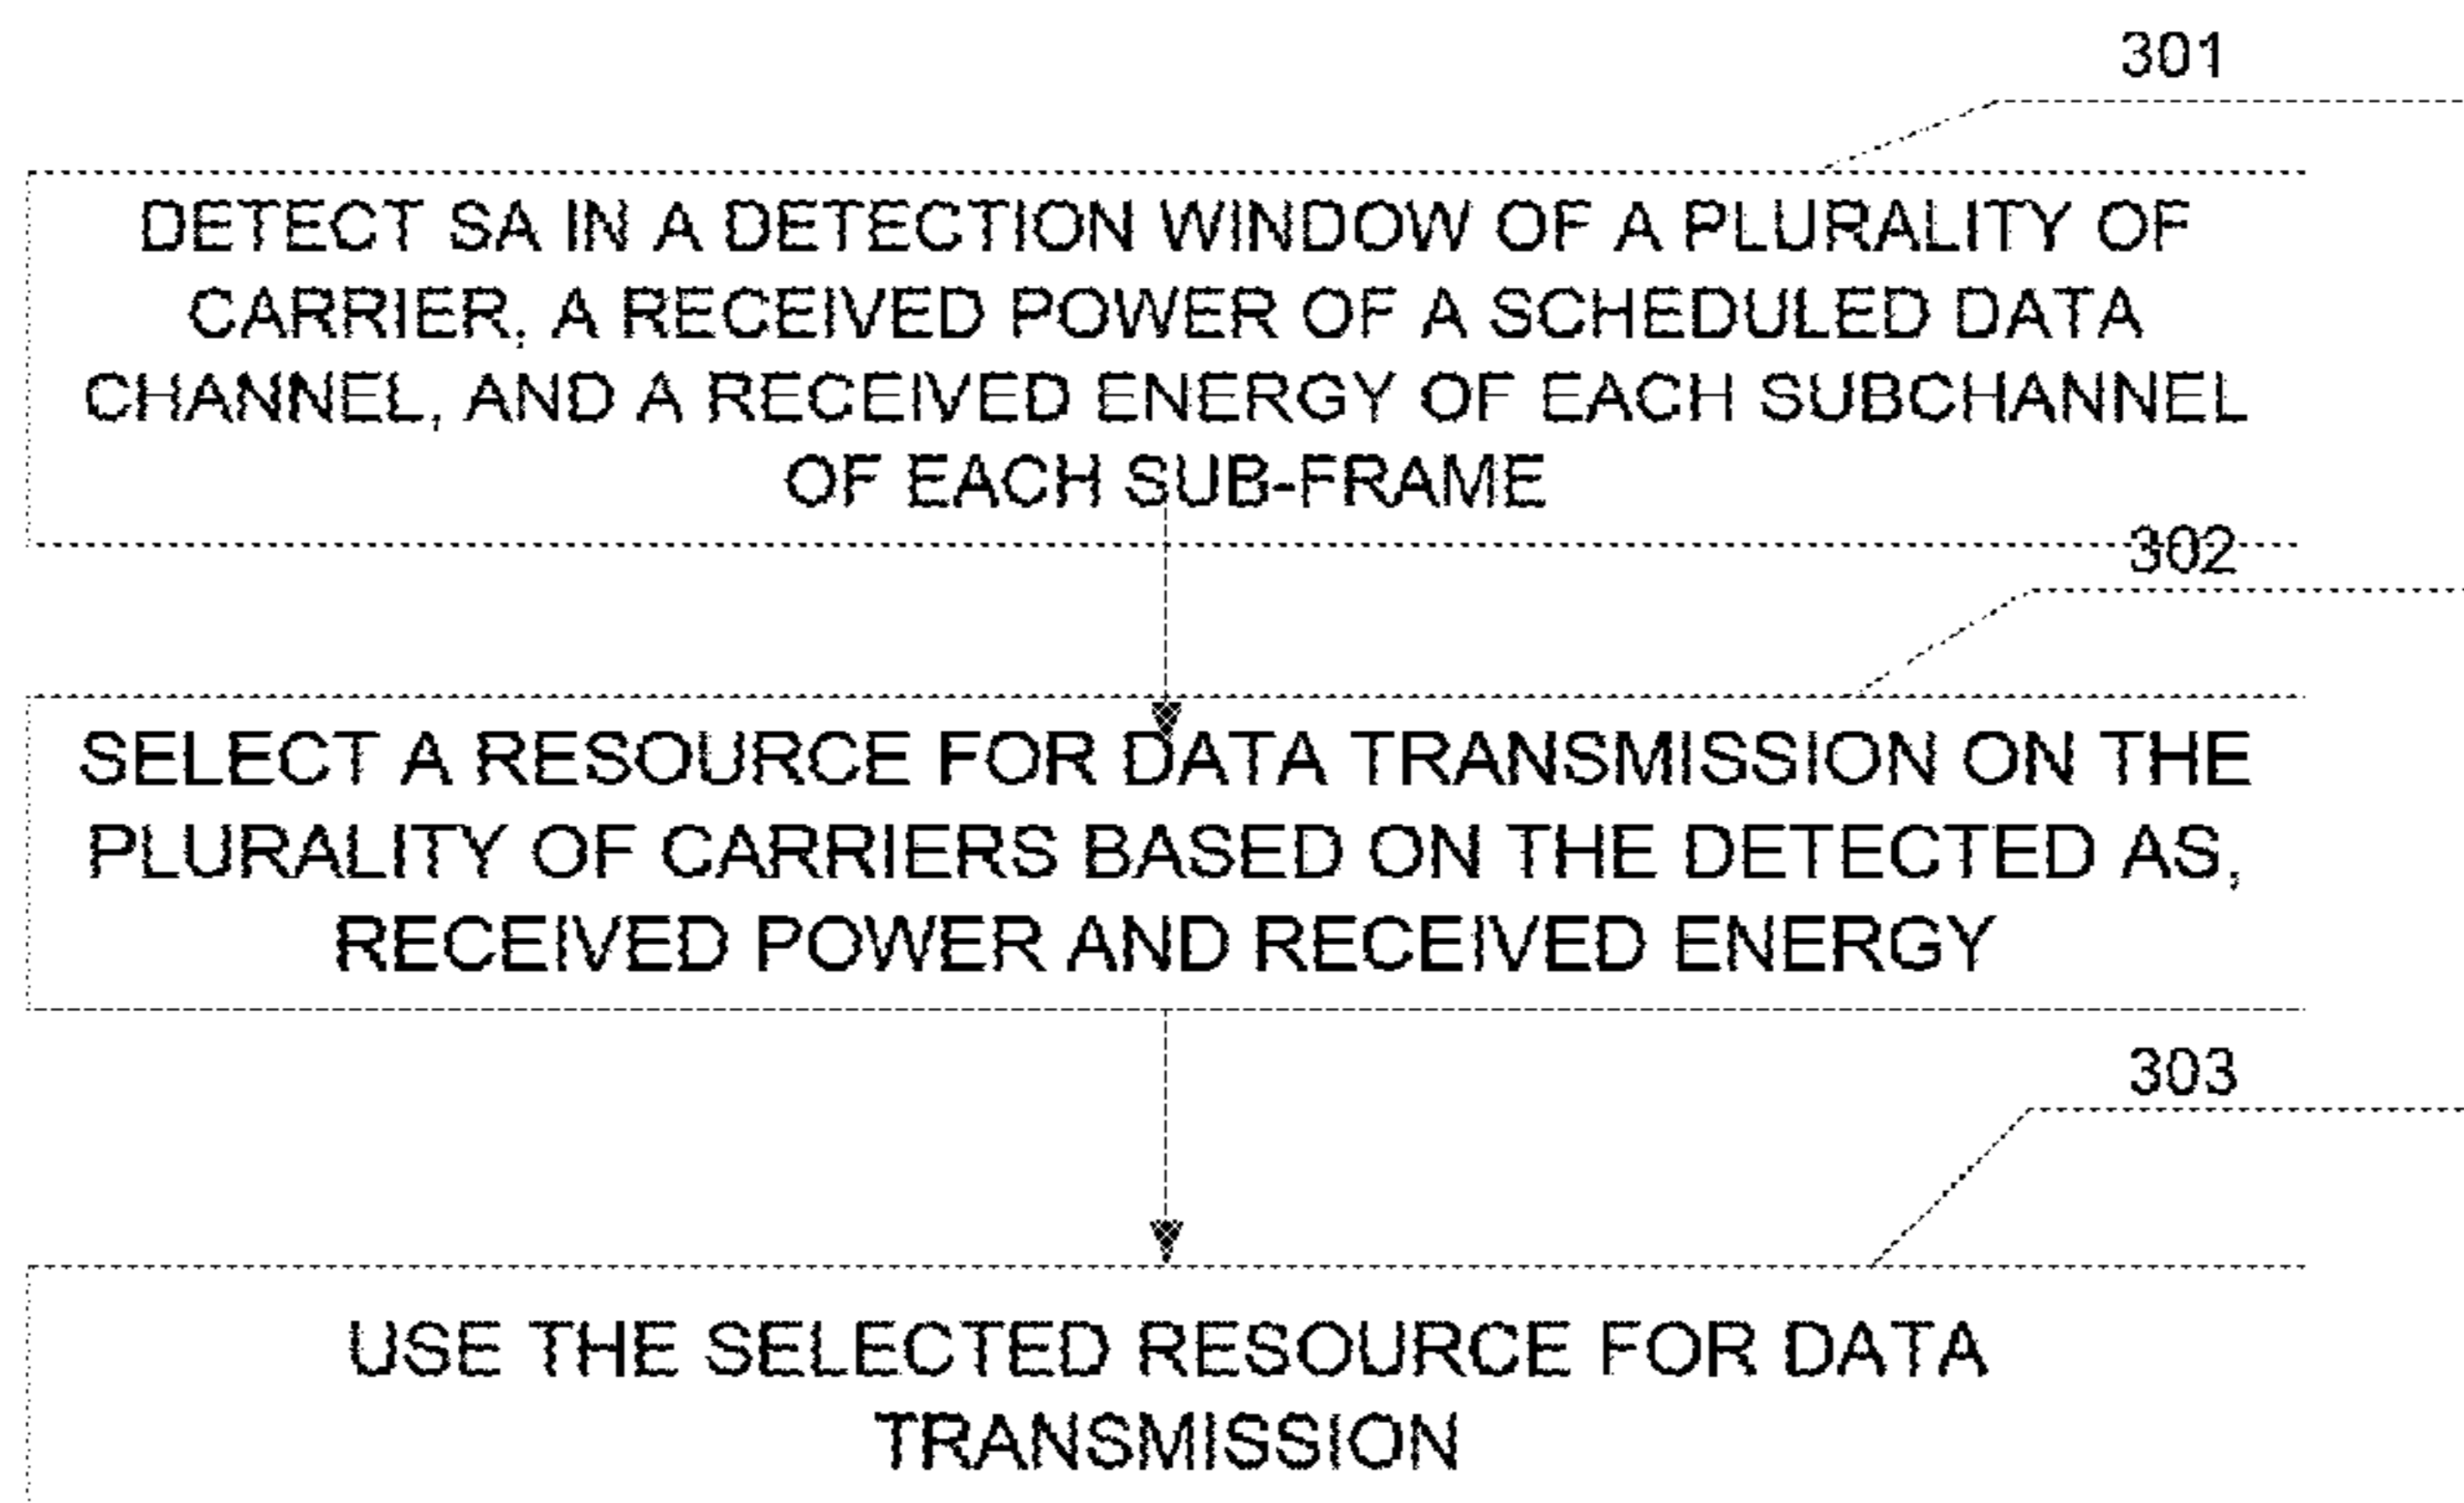 301
DETECT SA IN A DETECTION WINDOW OF A PLURALITY OF
CARRIER, A RECEIVED POWER OF A SCHEDULED DATA
CHANNEL, AND A RECEIVED ENERGY OF EACH SUBCHANNEL
OF EACH SUB-FRAME
302
SELECT A RESOURCE FOR DATA TRANSMISSION ON THE
PLURALITY OF CARRIERS BASED ON THE DETECTED AS,
RECEIVED POWER AND RECEIVED ENERGY
303
USE THE SELECTED RESOURCE FOR DATA
TRANSMISSION